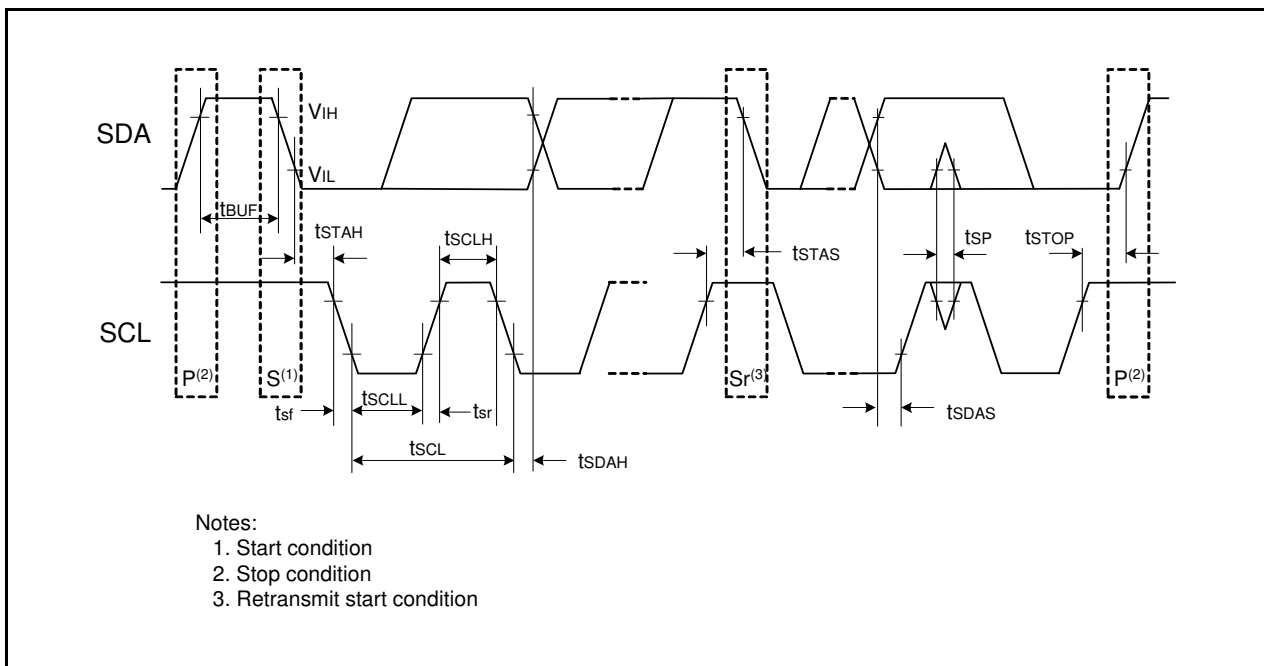 SDA
VIH
VIL
tBUF
tSTAH
tSCLH
tSTAS
tSP
tSTOP
SCL
P(2)
S(1)
Sr(3)
P(2)
tsf
tSCLL
tsr
tSDAS
tSCL
tSDAH
Notes:
1. Start condition
2. Stop condition
3. Retransmit start condition